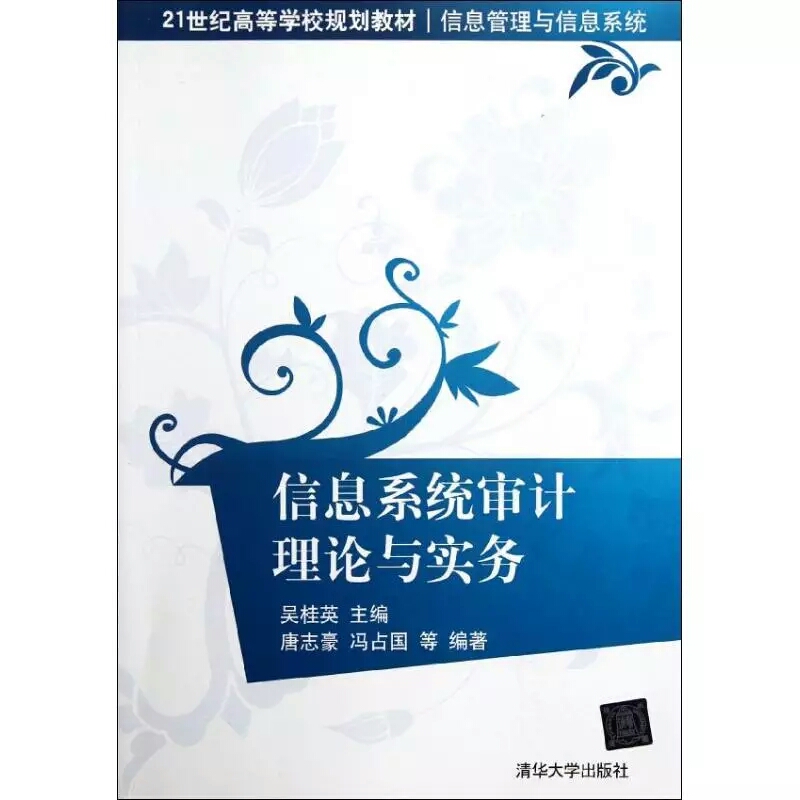 21世纪高等学校规划教材｜信息管理与信息系统
信息系统审计
理论与实务
吴桂英 主编
唐志豪 冯占国 等 编著
清华大学出版社